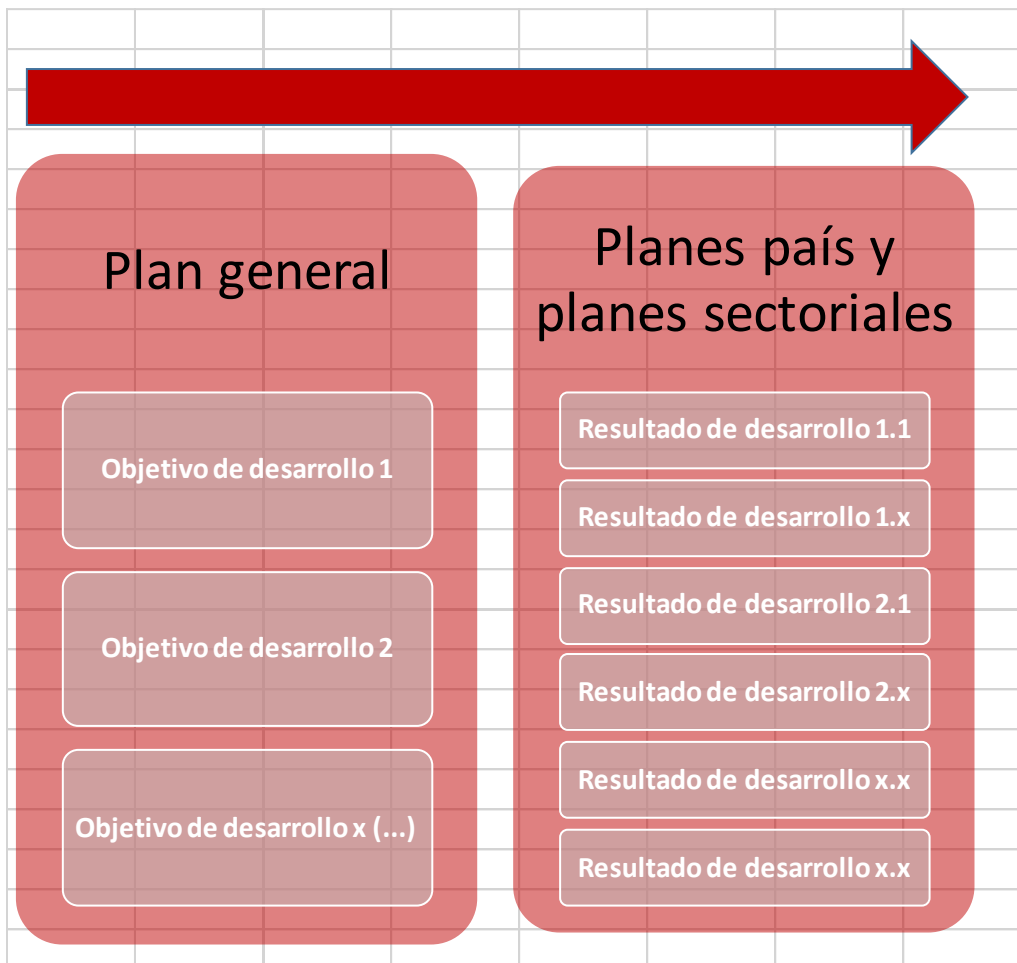 Plan general
Objetivo de desarrollo 1
Objetivo de desarrollo 2
Objetivo de desarrollo x (...)
Planes país y
planes sectoriales
Resultado de desarrollo 1.1
Resultado de desarrollo 1.x
Resultado de desarrollo 2.1
Resultado de desarrollo 2.x
Resultado de desarrollo x.x
Resultado de desarrollo x.x